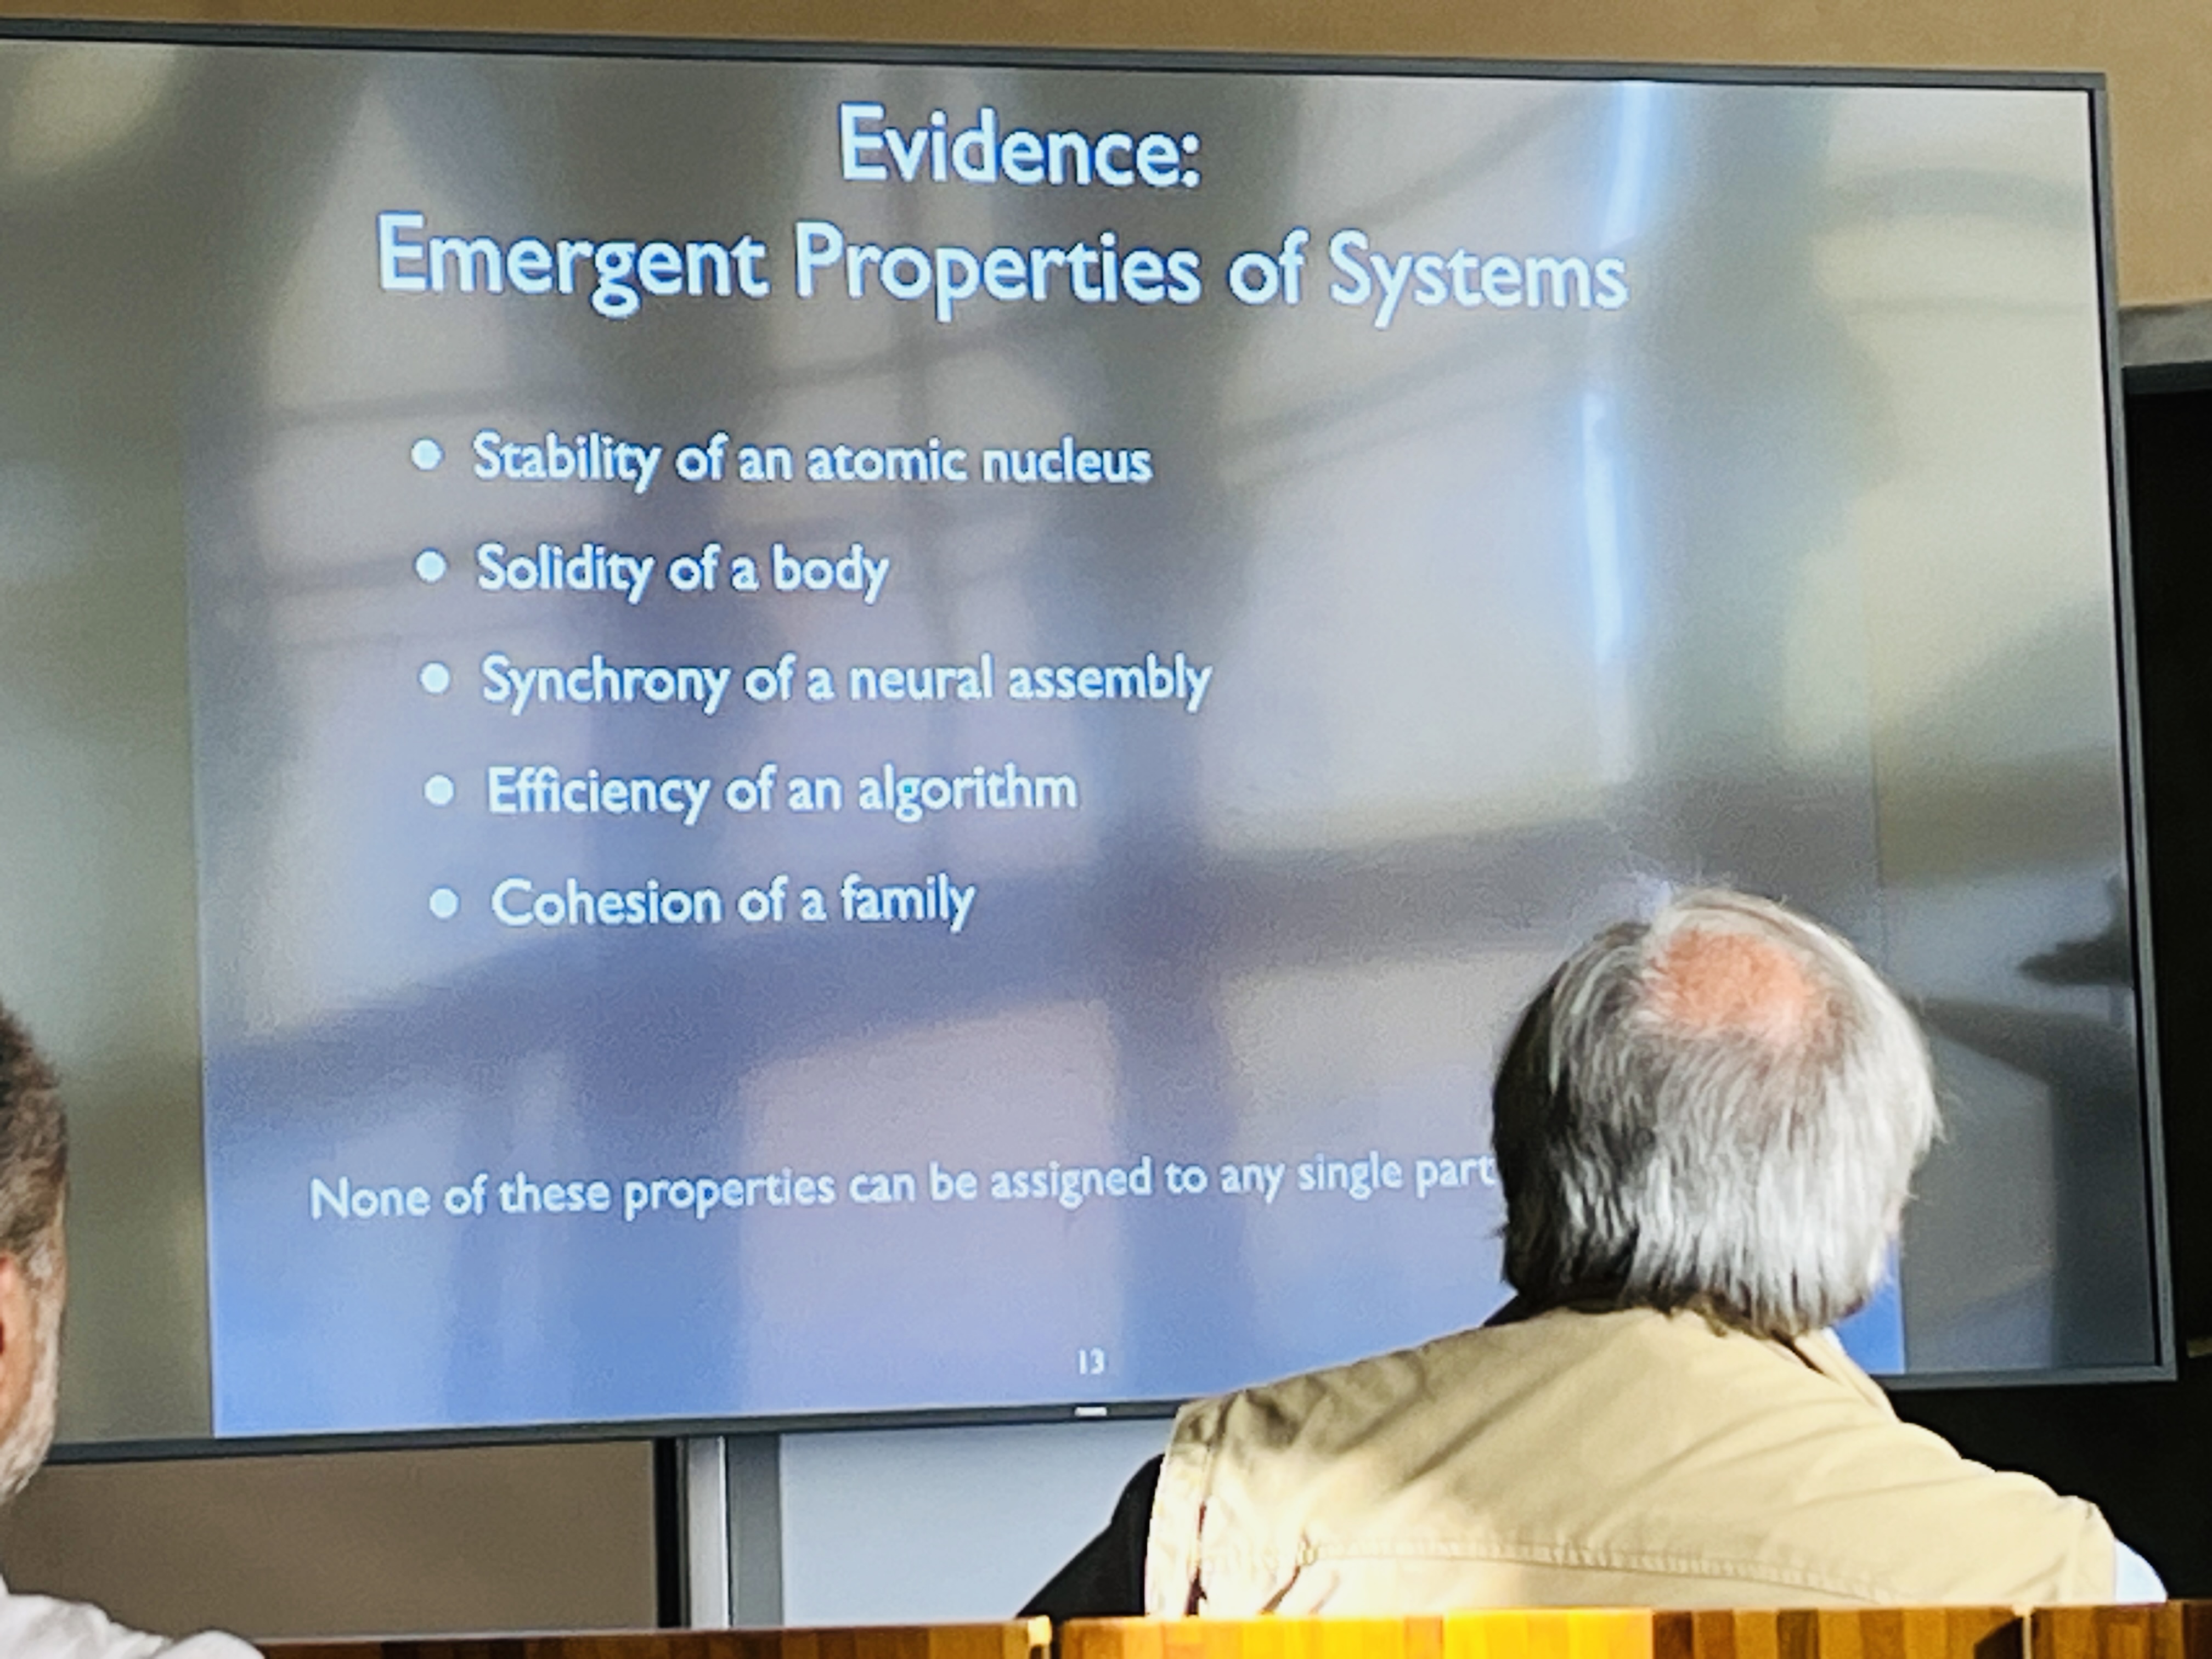 Evidence:
Emergent Properties of Systems
• Stability of an atomic nucleus
• Solidity of a body
• Synchrony of a neural assembly
• Efficiency of an algorithm
• Cohesion of a family
None of these properties can be assigned to any single part
13